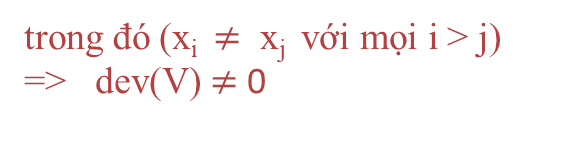 trong đó (xᵢ ≠ xⱼ với mọi i > j)
=> dev(V) ≠ 0